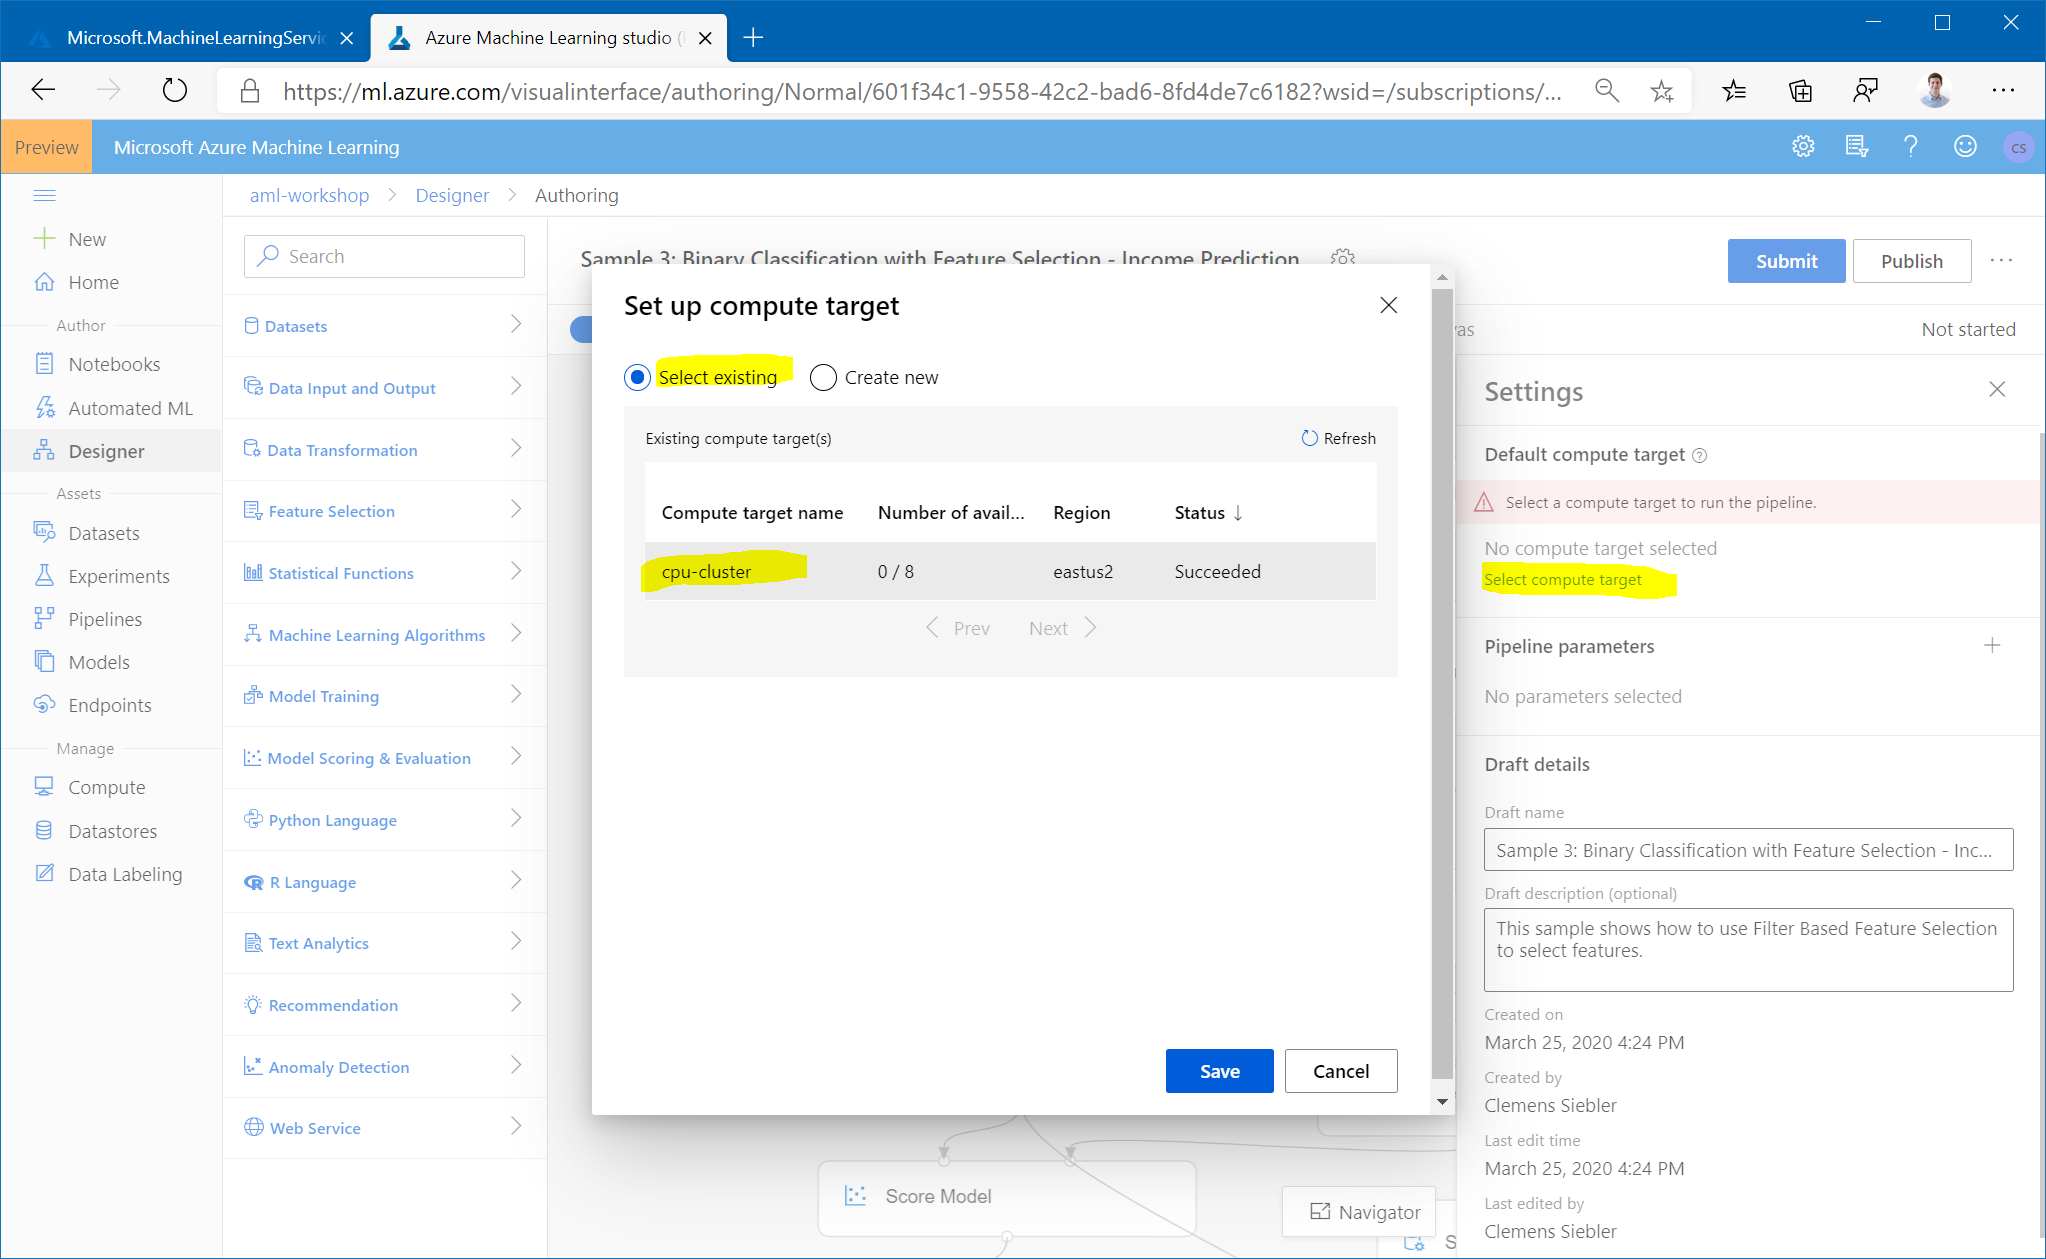 Microsoft.MachineLearningServic
Azure Machine Learning studio (
https://ml.azure.com/visualinterface/authoring/Normal/601f34c1-9558-42c2-bad6-8fd4de7c6182?wsid=/subscriptions/...
Preview
Microsoft Azure Machine Learning
CS
aml-workshop > Designer > Authoring
New
Home
Author
Notebooks
Automated ML
Designer
Assets
Datasets
Experiments
Pipelines
Models
Endpoints
Manage
Compute
Datastores
Data Labeling
Search
Datasets
Data Input and Output
Data Transformation
Feature Selection
Statistical Functions
Machine Learning Algorithms
Model Training
Model Scoring & Evaluation
Python Language
R Language
Text Analytics
Recommendation
Anomaly Detection
Web Service
Sample 3: Binary Classification with Feature Selection - Income Prediction
Submit
Publish
...
Not started
Set up compute target
Select existing
Create new
Existing compute target(s)
Refresh
Compute target name Number of avail... Region Status ↓
cpu-cluster 0 / 8 eastus2 Succeeded
< Prev Next >
Save
Cancel
Score Model
Navigator
Settings
Default compute target
Select a compute target to run the pipeline.
No compute target selected
Select compute target
Pipeline parameters
No parameters selected
Draft details
Draft name
Sample 3: Binary Classification with Feature Selection - Inc...
Draft description (optional)
This sample shows how to use Filter Based Feature Selection
to select features.
Created on
March 25, 2020 4:24 PM
Created by
Clemens Siebler
Last edit time
March 25, 2020 4:24 PM
Last edited by
Clemens Siebler